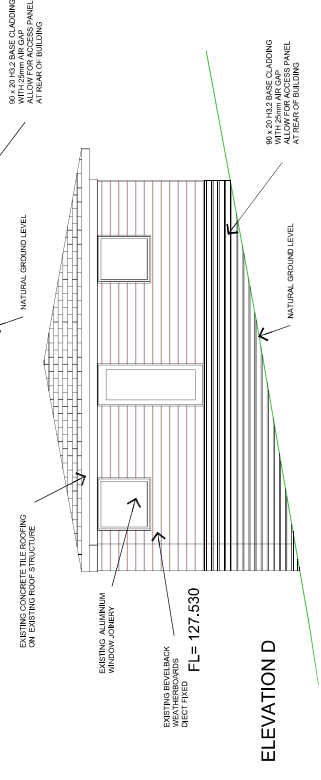 90 x 20 H3.2 BASE CLADDING
WITH 25mm AIR GAP
ALLOW FOR ACCESS PANEL
AT REAR OF BUILDING
NATURAL GROUND LEVEL
EXISTING CONCRETE TILE ROOFING
ON EXISTING ROOF STRUCTURE
90 x 20 H3.2 BASE CLADDING
WITH 25mm AIR GAP
ALLOW FOR ACCESS PANEL
AT REAR OF BUILDING
NATURAL GROUND LEVEL
EXISTING ALUMINIUM
WINDOW JOINERY
EXISTING BEVELBACK
WEATHERBOARDS
DIECT FIXED
FL= 127.530
ELEVATION D